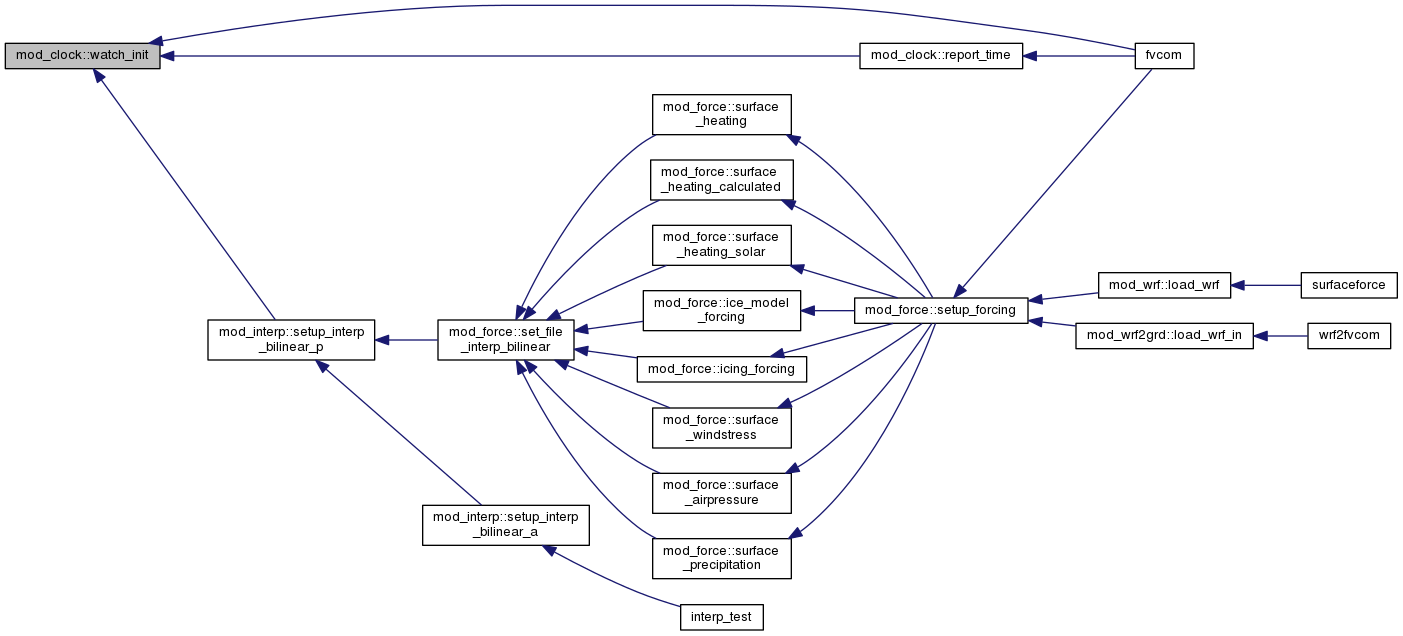 mod_clock::watch_init
mod_clock::report_time
fvcom
mod_force::surface
_heating
mod_force::surface
_heating_calculated
mod_force::surface
_heating_solar
mod_force::ice_model
_forcing
mod_wrf::load_wrf
surfaceforce
mod_force::setup_forcing
mod_interp::setup_interp
_bilinear_p
mod_force::set_file
_interp_bilinear
mod_wrf2grd::load_wrf_in
wrf2fvcom
mod_force::icing_forcing
mod_force::surface
_windstress
mod_force::surface
_airpressure
mod_interp::setup_interp
_bilinear_a
mod_force::surface
_precipitation
interp_test